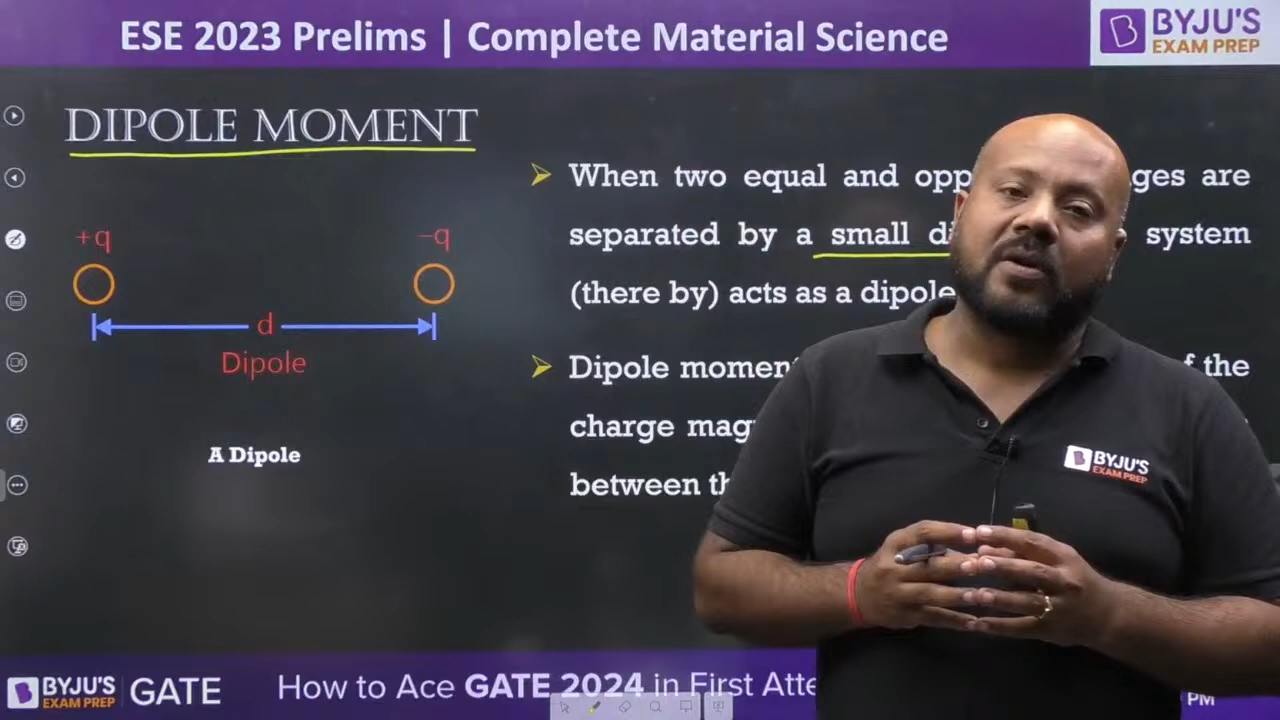 ESE 2023 Prelims | Complete Material Science
BYJU'S
EXAM PREP
DIPOLE MOMENT
+q
−q
d
Dipole
A Dipole
When two equal and opp ges are
separated by a small di system
(there by) acts as a dipole
Dipole momen f the
charge mag
between th
BYJU'S
EXAM PREP
BYJU'S
EXAM PREP
GATE
How to Ace GATE 2024 in First Atte
PM